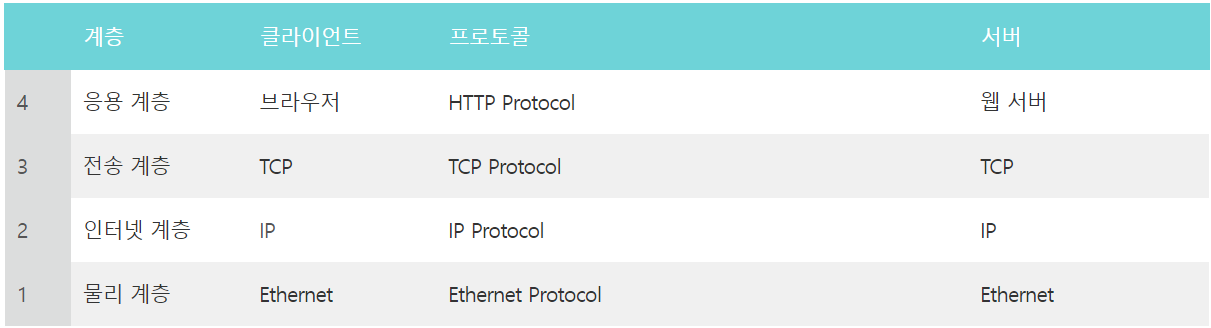 계층 클라이언트 프로토콜 서버
4 응용 계층 브라우저 HTTP Protocol 웹 서버
3 전송 계층 TCP TCP Protocol TCP
2 인터넷 계층 IP IP Protocol IP
1 물리 계층 Ethernet Ethernet Protocol Ethernet